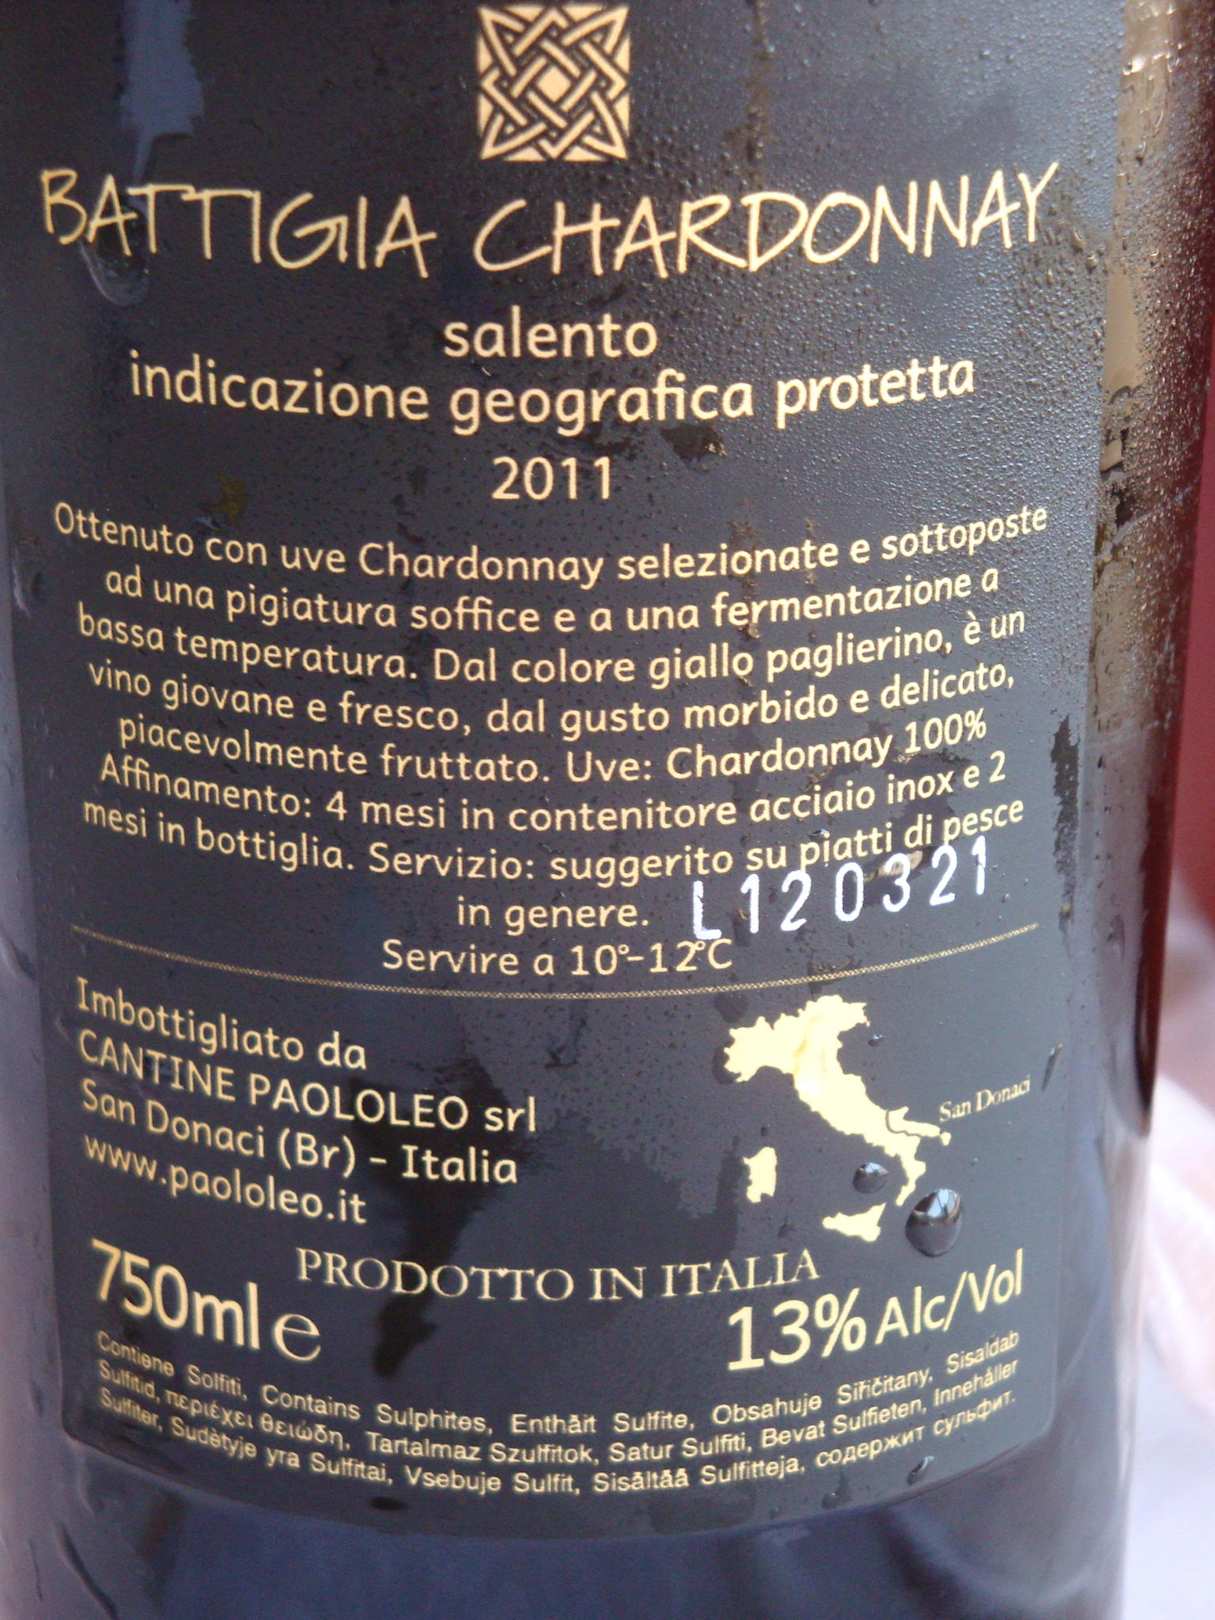 BATTIGIA CHARDONNAY
salento
indicazione geografica protetta
2011
Ottenuto con uve Chardonnay selezionate e sottoposte
ad una pigiatura soffice e a una fermentazione a
bassa temperatura. Dal colore giallo paglierino, è un
vino giovane e fresco, dal gusto morbido e delicato,
piacevolmente fruttato. Uve: Chardonnay 100%
Affinamento: 4 mesi in contenitore acciaio inox e 2
mesi in bottiglia. Servizio: suggerito su piatti di pesce
in genere.
L120321
Servire a 10°-12°C
Imbottigliato da
CANTINE PAOLOLEO srl
San Donaci (Br) - Italia
www.paololeo.it
San Donaci
PRODOTTO IN ITALIA
750ml e
13% Alc/Vol
Contiene Solfiti, Contains Sulphites, Enthält Sulfite, Obsahuje Siřičitany, Sisaldab
Sulfitid, περιέχει θειώδη, Tartalmaz Szulfitok, Satur Sulfiti, Bevat Sulfieten, Innehåller
Sulfiter, Sudėtyje yra Sulfitai, Vsebuje Sulfit, Sisältää Sulfitteja, содержит сульфит.